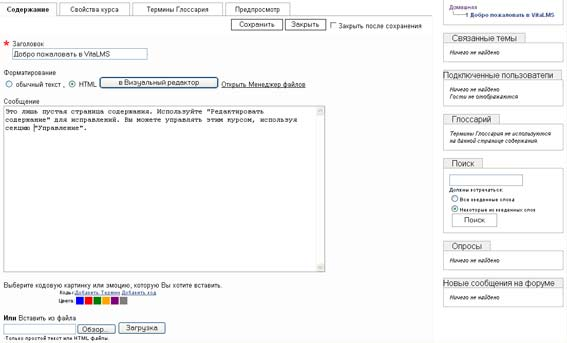 Содержание
Свойства курса
Термины Глоссария
Предпросмотр
Сохранить
Закрыть
Закрыть после сохранения
* Заголовок
Добро пожаловать в VitaLMS
Форматирование
обычный текст , HTML
в Визуальный редактор
Открыть Менеджер файлов
Сообщение
Это лишь пустая страница содержания. Используйте "Редактировать
содержание" для исправлений. Вы можете управлять этим курсом, используя
секцию "Управление".
Выберите кодовую картинку или эмоцию, которую Вы хотите вставить.
Коды: Добавить Термин Добавить код
Цвета:
Или Вставить из файла
Обзор...
Загрузка
Только простой текст или HTML файлы.
Домашняя
1 Добро пожаловать в VitaLMS
Связанные темы
Ничего не найдено
Подключенные пользователи
Ничего не найдено
Гости не отображаются
Глоссарий
Термины Глоссария не используются
на данной странице содержания.
Поиск
Должны встречаться:
Все введенные слова
Некоторые из введенных слов
Поиск
Опросы
Ничего не найдено
Новые сообщения на форуме
Ничего не найдено